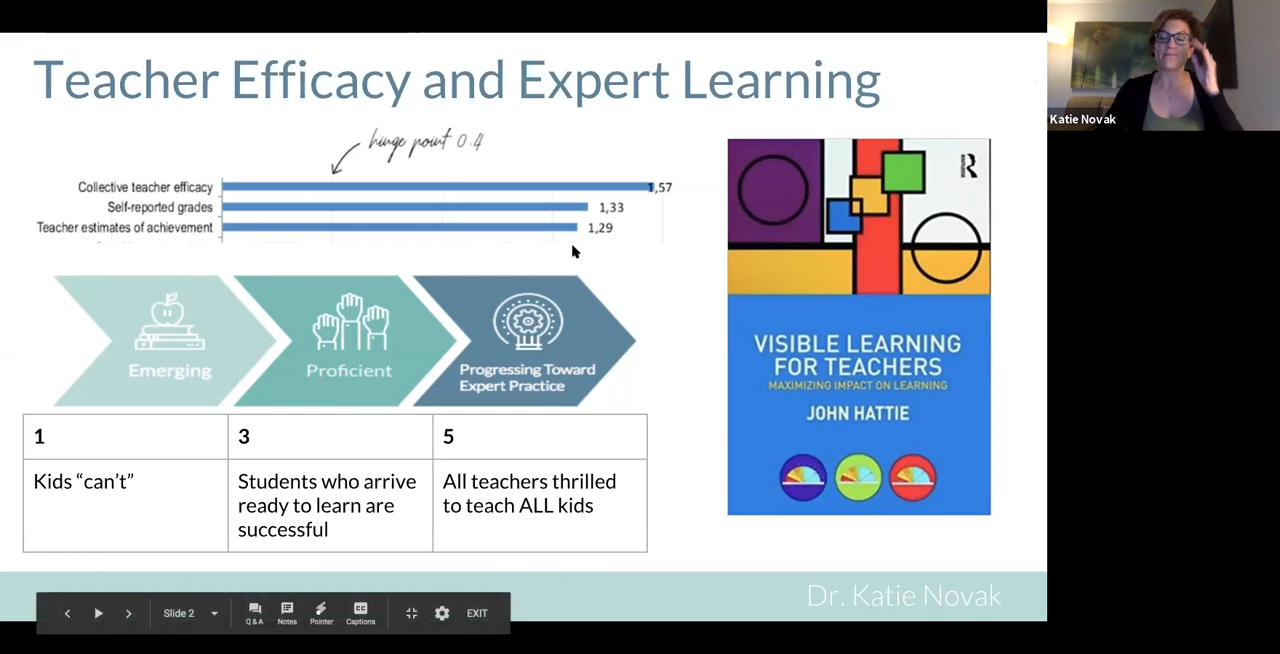 Teacher Efficacy and Expert Learning
hinge point 0.4
Collective teacher efficacy 1,57
Self-reported grades 1,33
Teacher estimates of achievement 1,29
Emerging
Proficient
Progressing Toward
Expert Practice
1
3
5
Kids “can’t”
Students who arrive
ready to learn are
successful
All teachers thrilled
to teach ALL kids
R
VISIBLE LEARNING
FOR TEACHERS
MAXIMIZING IMPACT ON LEARNING
JOHN HATTIE
Dr. Katie Novak
Slide 2
Q & A
Notes
Pointer
CC
Captions
EXIT
Katie Novak